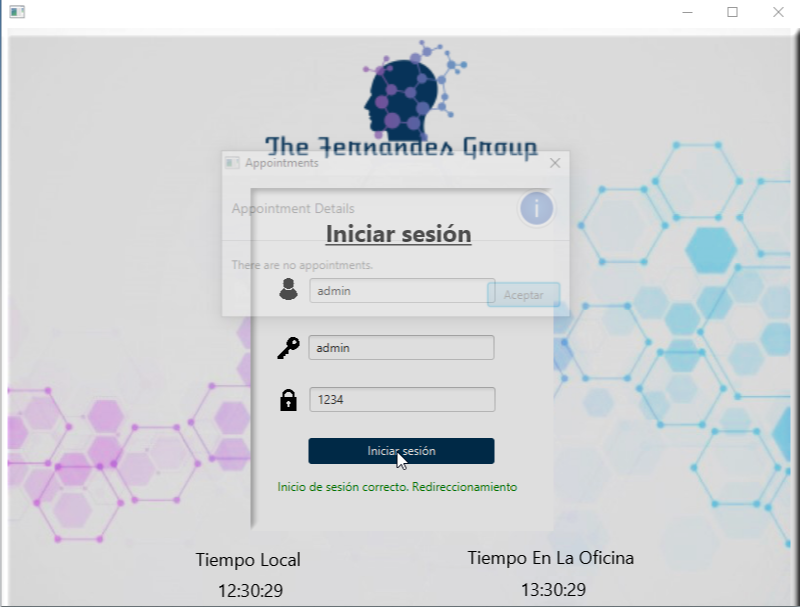 The Fernandes Group
Appointments
Appointment Details
i
Iniciar sesión
There are no appointments.
admin
Aceptar
admin
1234
Iniciar sesión
Inicio de sesión correcto. Redireccionamiento
Tiempo Local
Tiempo En La Oficina
12:30:29
13:30:29